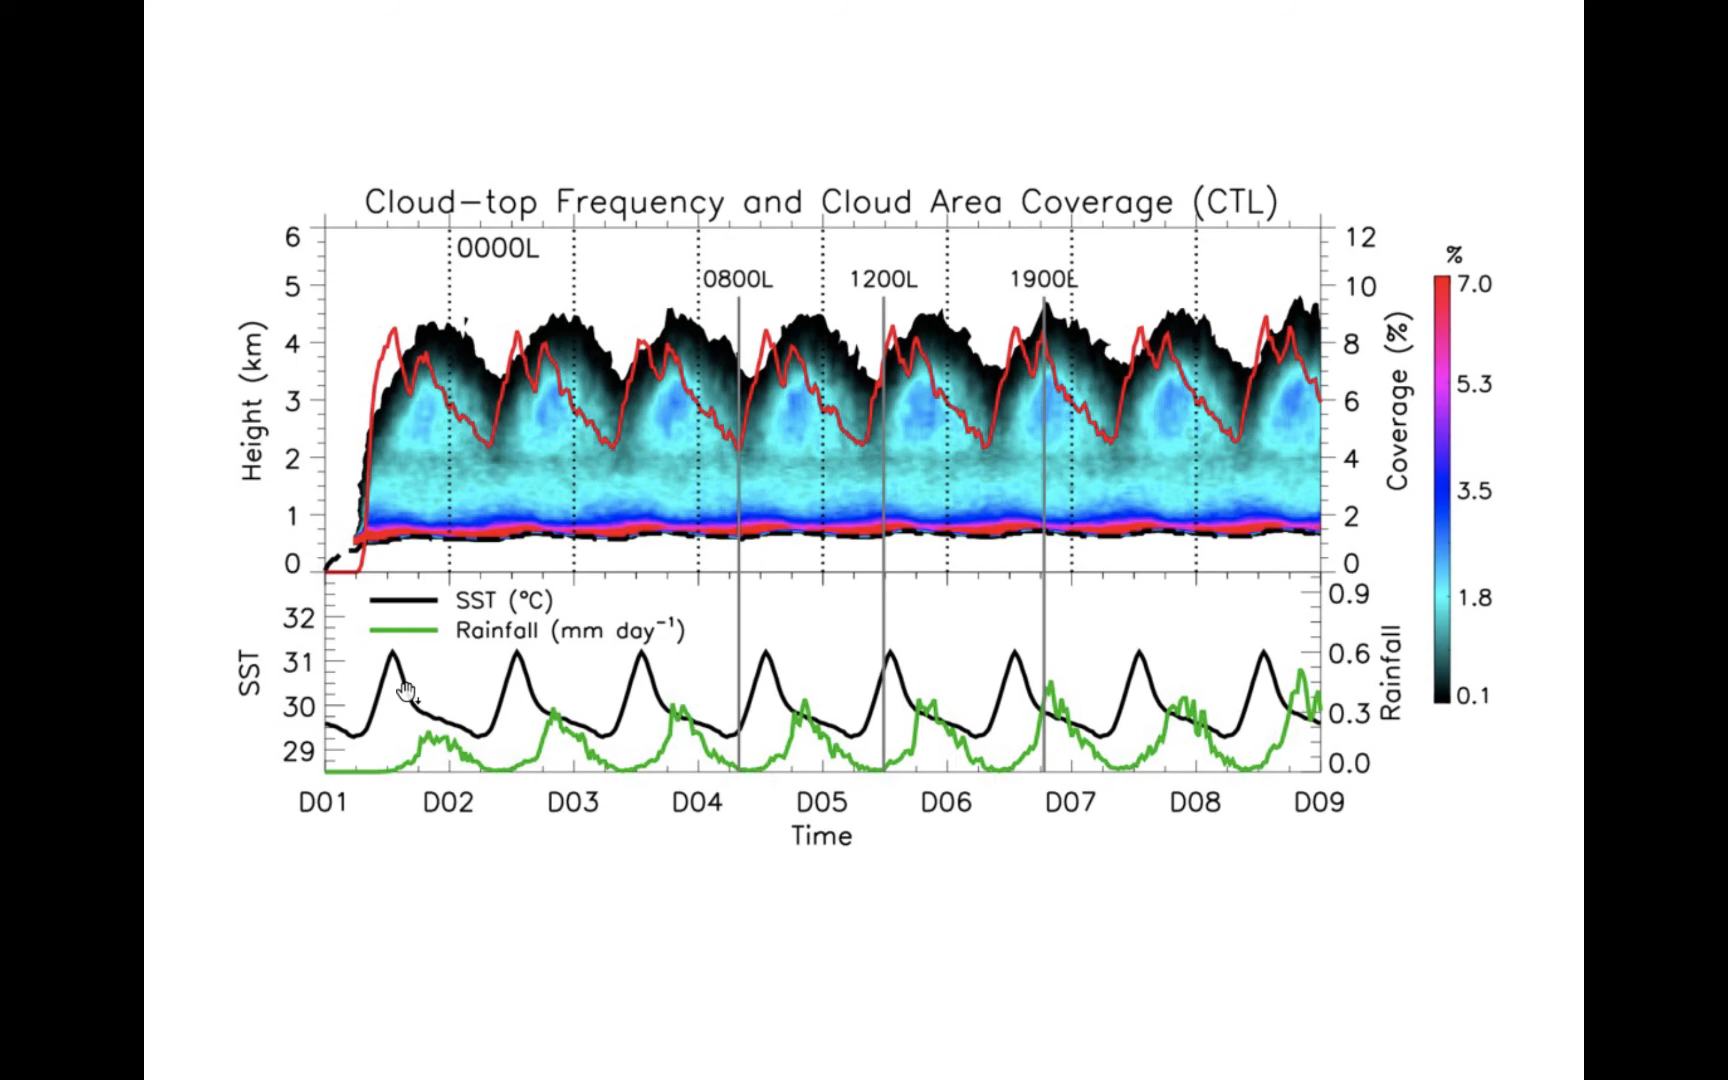 Cloud-top Frequency and Cloud Area Coverage (CTL)
0000L
0800L
1200L
1900L
Height (km)
6
5
4
3
2
1
0
12
10
8
6
4
2
0
Coverage (%)
%
7.0
5.3
3.5
1.8
0.1
SST (°C)
Rainfall (mm day⁻¹)
SST
32
31
30
29
0.9
0.6
0.3
0.0
Rainfall
D01 D02 D03 D04 D05 D06 D07 D08 D09
Time